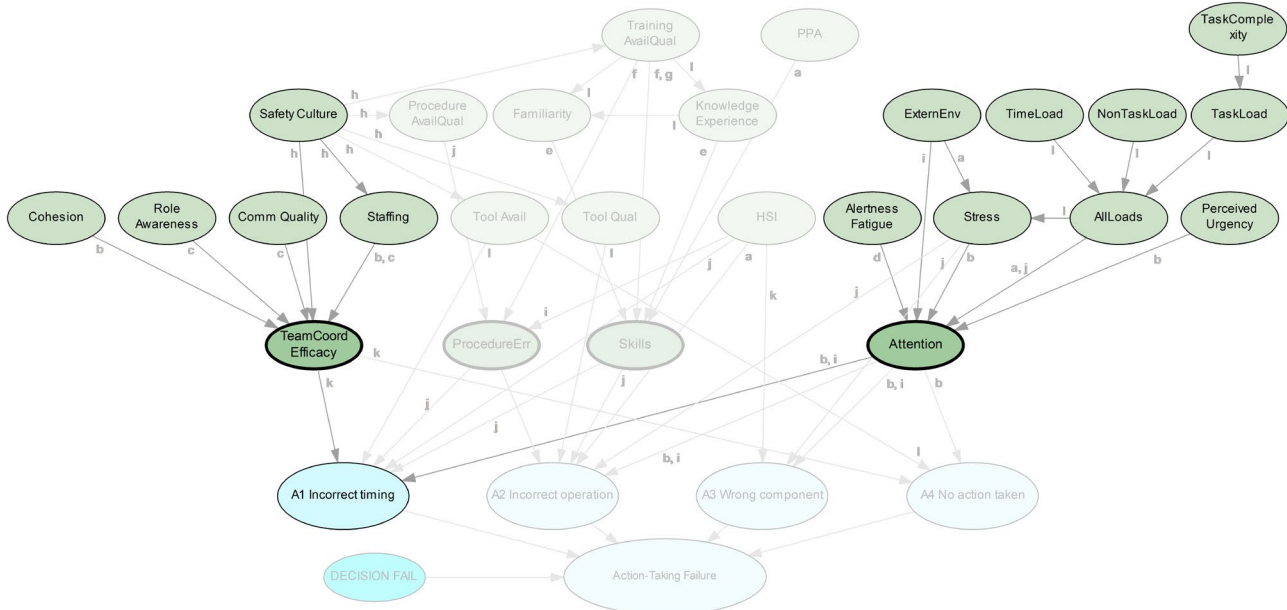 TaskComple
xity
Training
AvailQual
PPA
l
f
f, g
l
a
l
h
h
h
h
h
h
Safety Culture
Procedure
AvailQual
Familiarity
l
Knowledge
Experience
ExternEnv
TimeLoad
NonTaskLoad
TaskLoad
j
e
e
i
a
l
l
l
Cohesion
Role
Awareness
Comm Quality
Staffing
Tool Avail
Tool Qual
HSI
Alertness
Fatigue
Stress
l
AllLoads
Perceived
Urgency
b
c
c
b, c
l
l
j
a
d
b
j
a, j
b
j
k
i
TeamCoord
Efficacy
k
ProcedureErr
Skills
Attention
k
b, i
b, i
b
j
j
j
b, i
l
A1 Incorrect timing
A2 Incorrect operation
A3 Wrong component
A4 No action taken
DECISION FAIL
Action-Taking Failure